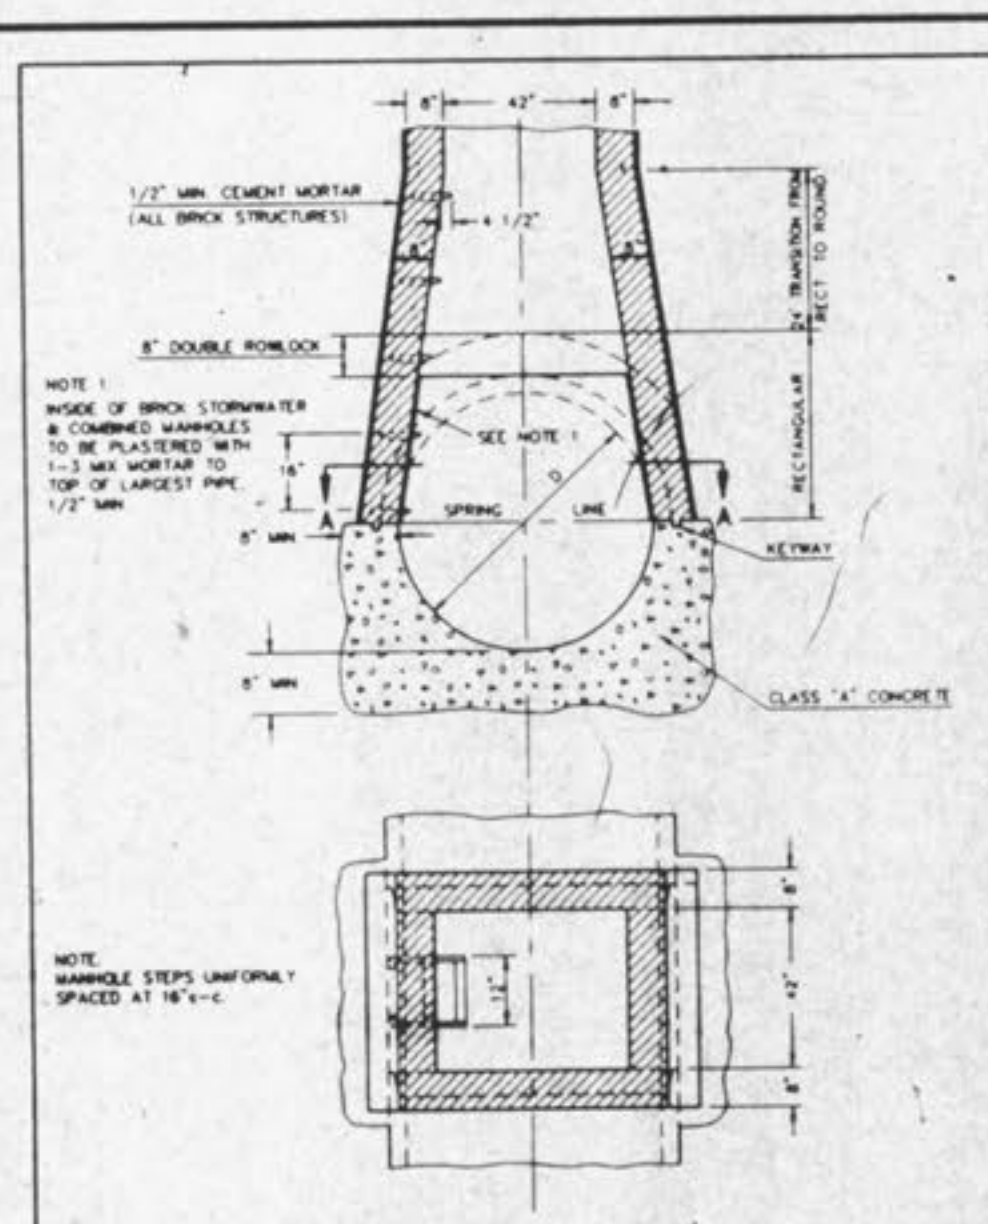 8" 42" 8"
1/2" MIN. CEMENT MORTAR
(ALL BRICK STRUCTURES)
4 1/2"
24" TRANSITION FROM
RECT TO ROUND
8" 8"
8" DOUBLE ROWLOCK
NOTE 1
INSIDE OF BRICK STORMWATER
& COMBINED MANHOLES
TO BE PLASTERED WITH
1-3 MIX MORTAR TO
TOP OF LARGEST PIPE.
1/2" MIN
SEE NOTE 1
RECTANGULAR
16"
D
A A
SPRING LINE
8" MIN
KEYWAY
8" MIN
CLASS "A" CONCRETE
8"
NOTE.
MANHOLE STEPS UNIFORMLY
SPACED AT 16"c-c.
12"
42"
8"